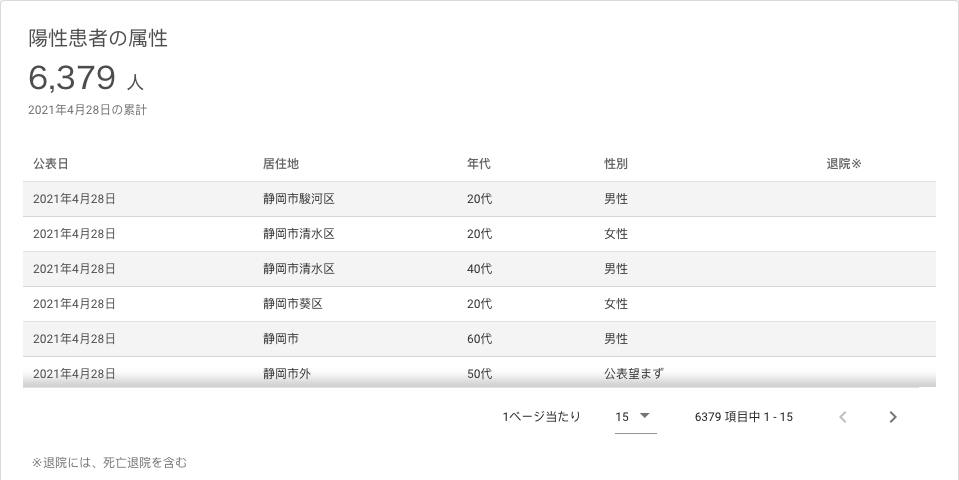 陽性患者の属性
6,379 人
2021年4月28日の累計
公表日 居住地 年代 性別 退院※
2021年4月28日 静岡市駿河区 20代 男性
2021年4月28日 静岡市清水区 20代 女性
2021年4月28日 静岡市清水区 40代 男性
2021年4月28日 静岡市葵区 20代 女性
2021年4月28日 静岡市 60代 男性
2021年4月28日 静岡市外 50代 公表望まず
1ページ当たり 15 6379 項目中 1 - 15
※退院には、死亡退院を含む